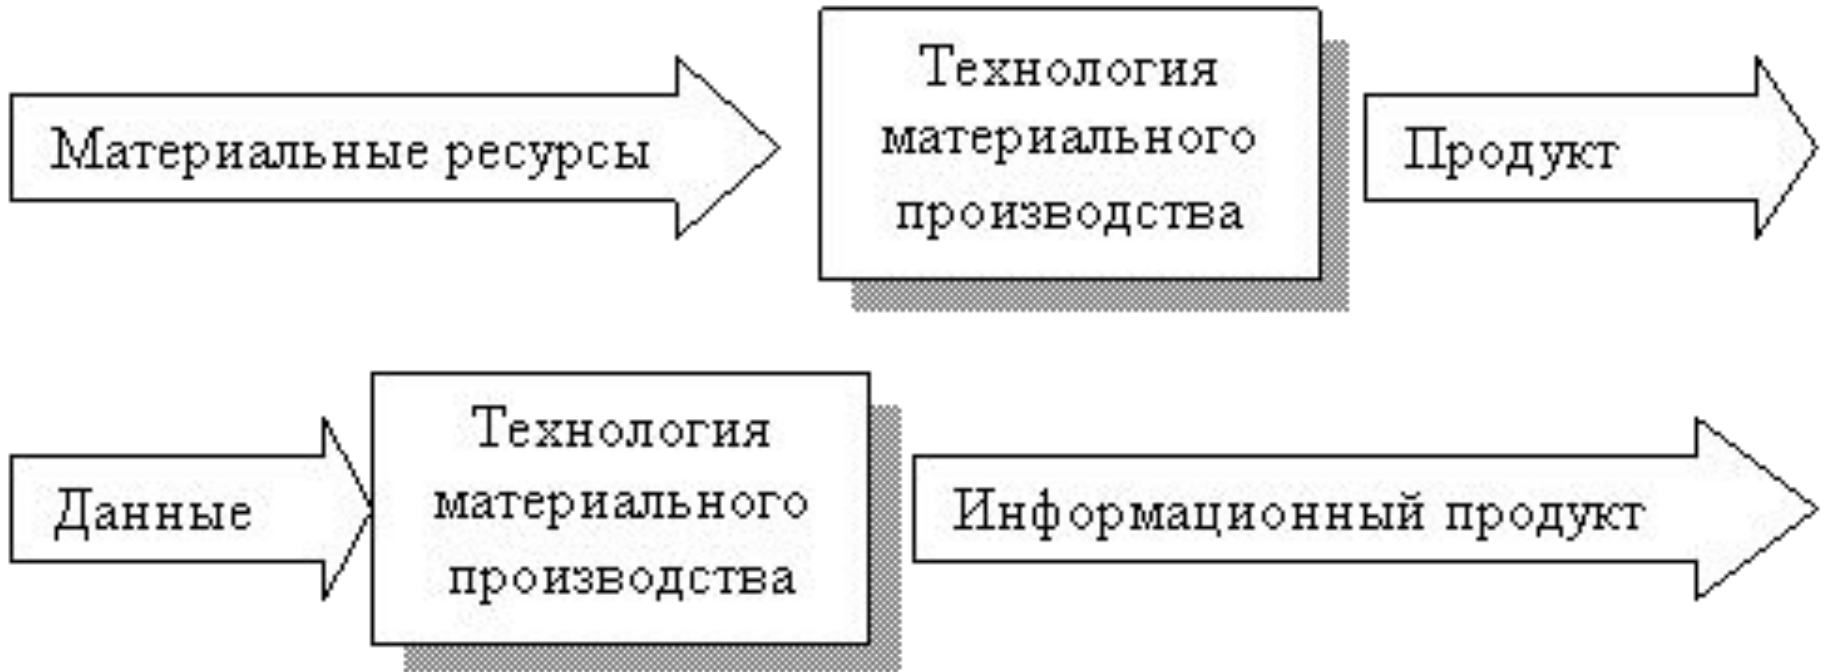 Материальные ресурсы
Технология
материального
производства
Продукт
Данные
Технология
материального
производства
Информационный продукт